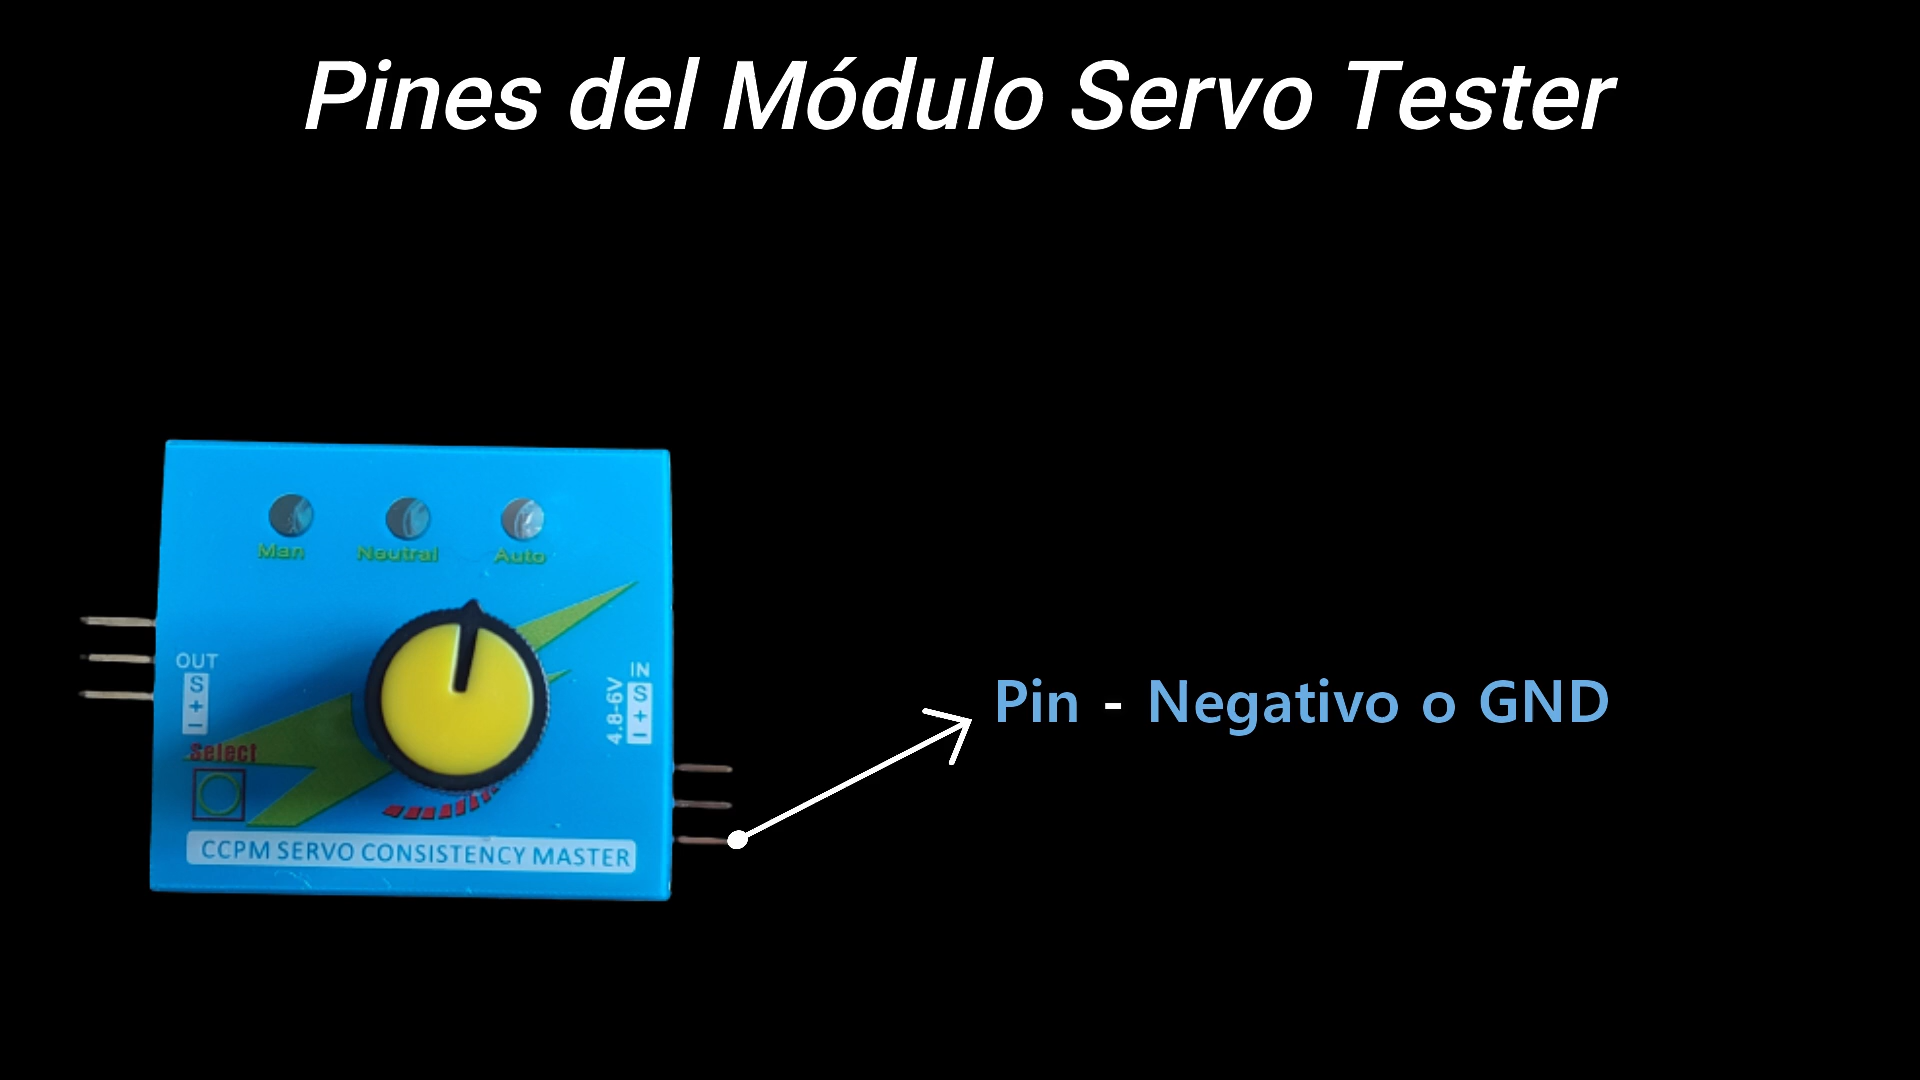 Pines del Módulo Servo Tester
Man
Neutral
Auto
OUT
S + -
IN
S + -
4.8-6V
Select
CCPM SERVO CONSISTENCY MASTER
Pin - Negativo o GND